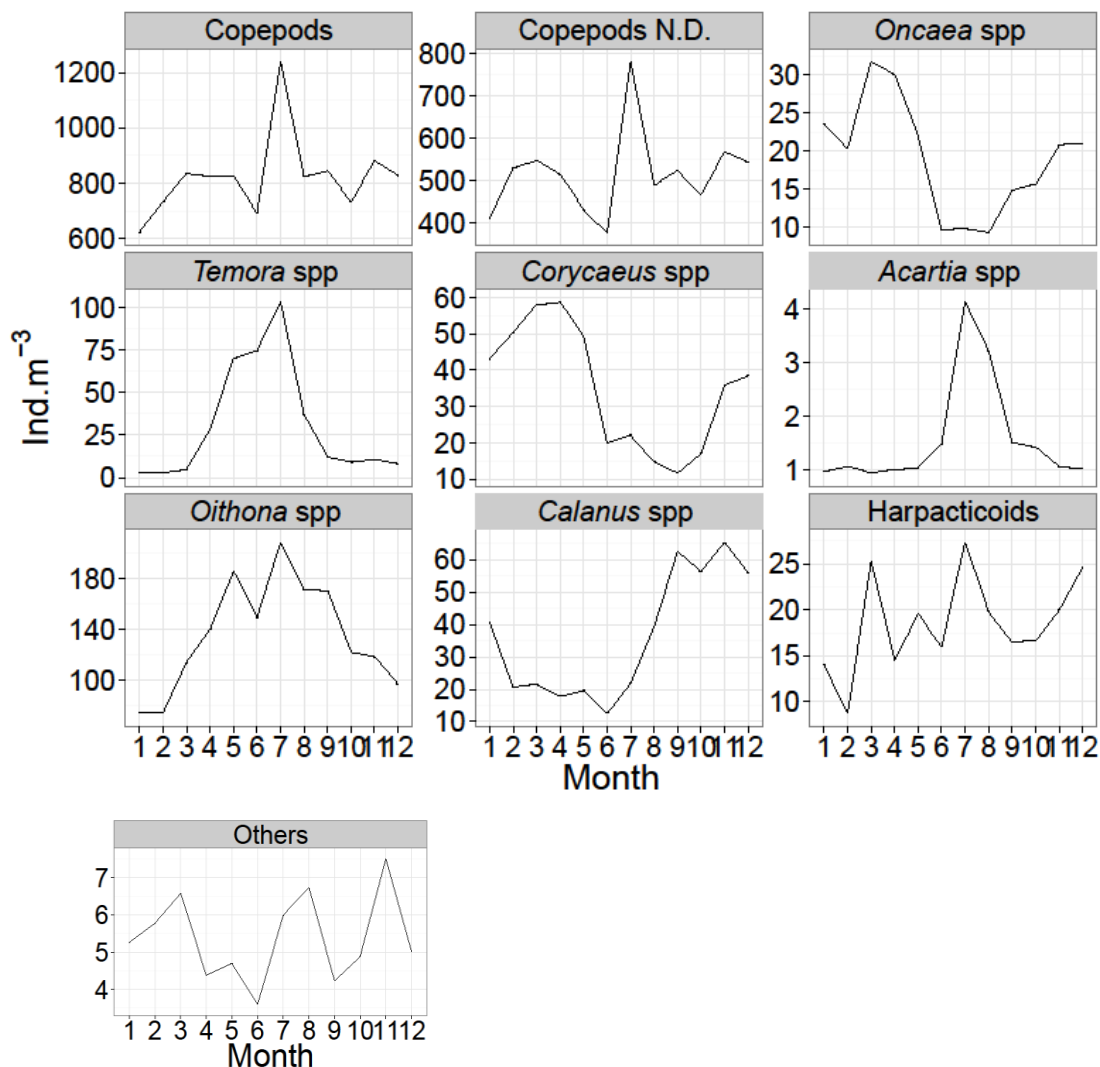 Copepods
Copepods N.D.
Oncaea spp
1200
1000
800
600
800
700
600
500
400
30
25
20
15
10
Temora spp
Corycaeus spp
Acartia spp
100
75
50
25
0
60
50
40
30
20
10
4
3
2
1
Ind.m⁻³
Oithona spp
Calanus spp
Harpacticoids
180
140
100
60
50
40
30
20
10
25
20
15
10
1 2 3 4 5 6 7 8 9 10 11 12
1 2 3 4 5 6 7 8 9 10 11 12
1 2 3 4 5 6 7 8 9 10 11 12
Month
Others
7
6
5
4
1 2 3 4 5 6 7 8 9 10 11 12
Month